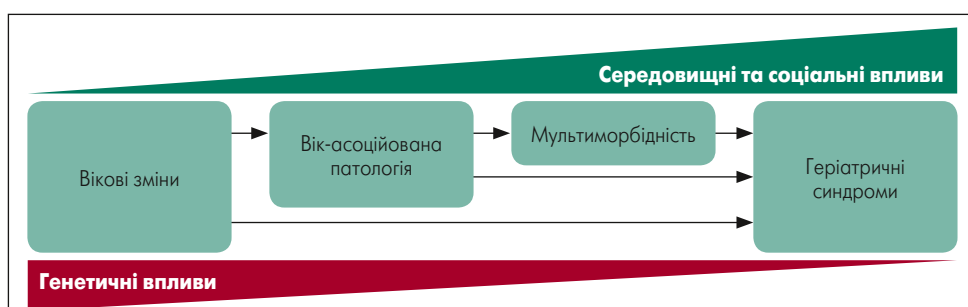 Середовищні та соціальні впливи
Вікові зміни
Вік-асоційована
патологія
Мультиморбідність
Геріатричні
синдроми
Генетичні впливи